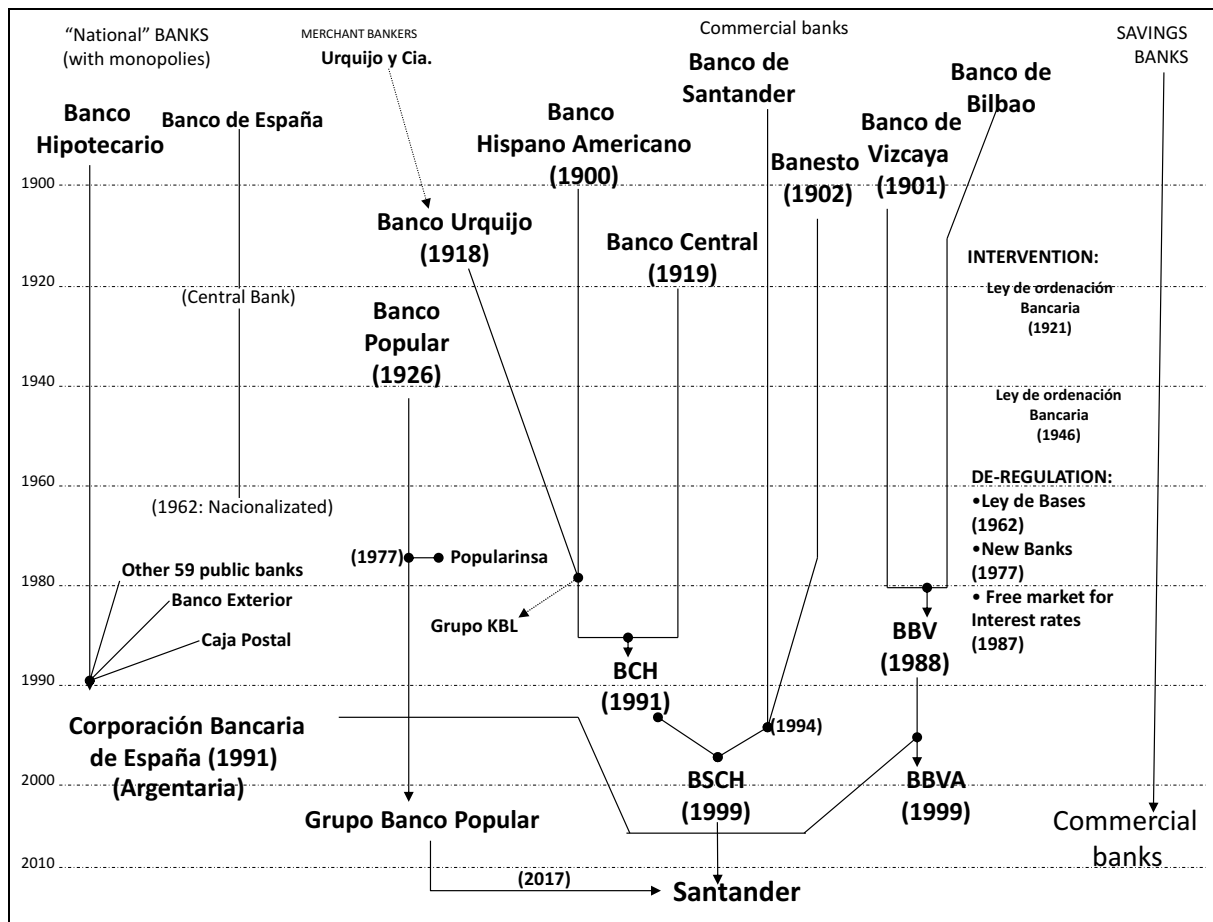 “National” BANKS
(with monopolies)
MERCHANT BANKERS
Urquijo y Cia.
Commercial banks
SAVINGS
BANKS
Banco
Hipotecario
Banco de España
Banco
Hispano Americano
(1900)
Banco de
Santander
Banesto
(1902)
Banco de
Vizcaya
(1901)
Banco de
Bilbao
1900
Banco Urquijo
(1918)
Banco Central
(1919)
INTERVENTION:
1920
(Central Bank)
Ley de ordenación
Bancaria
(1921)
Banco
Popular
(1926)
1940
Ley de ordenación
Bancaria
(1946)
1960
(1962: Nacionalizated)
DE-REGULATION:
•Ley de Bases
(1962)
•New Banks
(1977)
• Free market for
Interest rates
(1987)
(1977)
Popularinsa
1980
Other 59 public banks
Banco Exterior
Caja Postal
Grupo KBL
BBV
(1988)
BCH
(1991)
1990
Corporación Bancaria
de España (1991)
(Argentaria)
(1994)
2000
BSCH
(1999)
BBVA
(1999)
Grupo Banco Popular
Commercial
banks
2010
(2017)
Santander